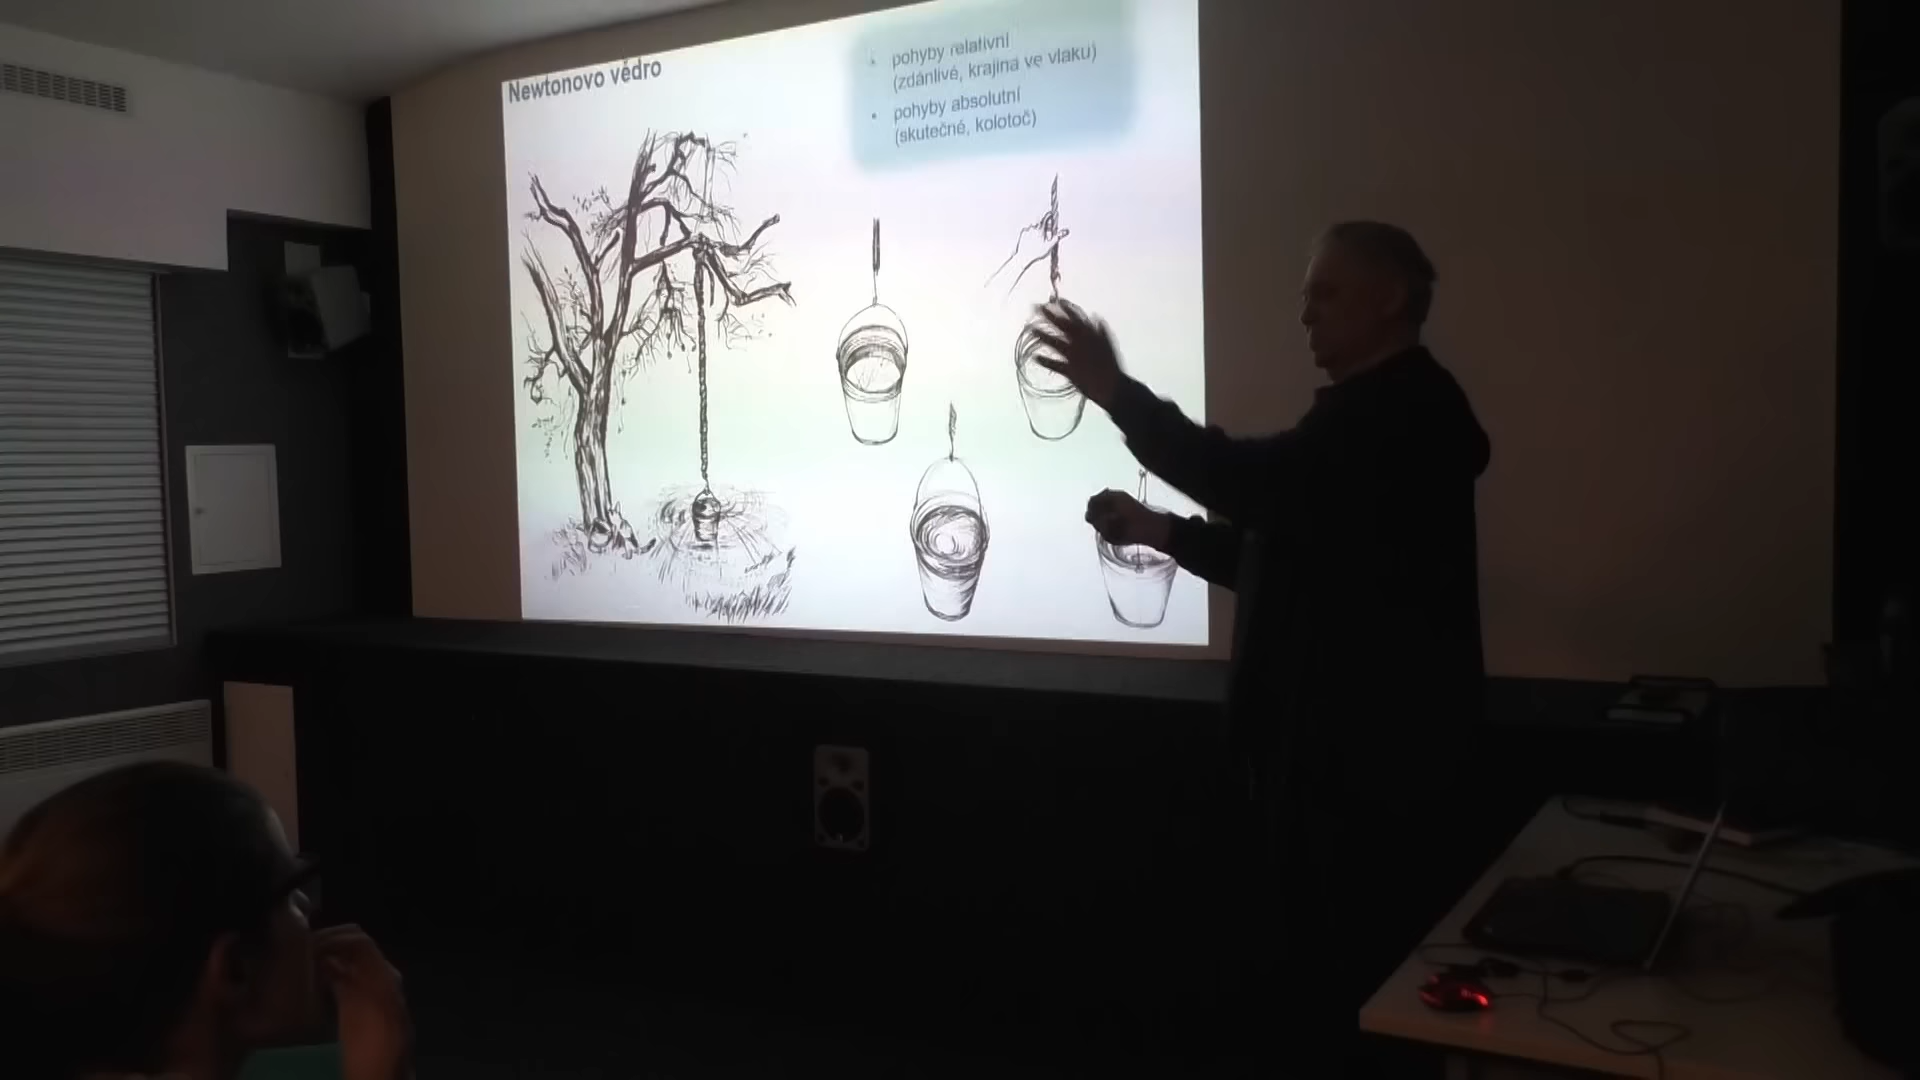 Newtonovo vědro
• pohyby relativní
(zdánlivé, krajina ve vlaku)
• pohyby absolutní
(skutečné, kolotoč)